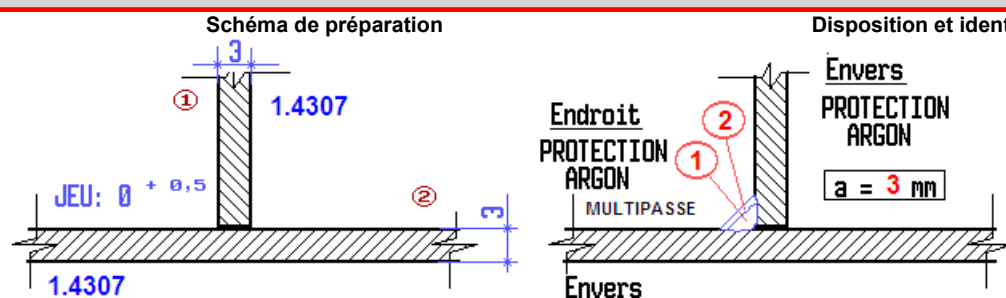 Schéma de préparation
3
1
1.4307
JEU: 0 + 0,5
2
3
1.4307
Disposition et ident
Envers
PROTECTION
ARGON
a = 3 mm
Endroit
PROTECTION
ARGON
MULTIPASSE
2
1
Envers